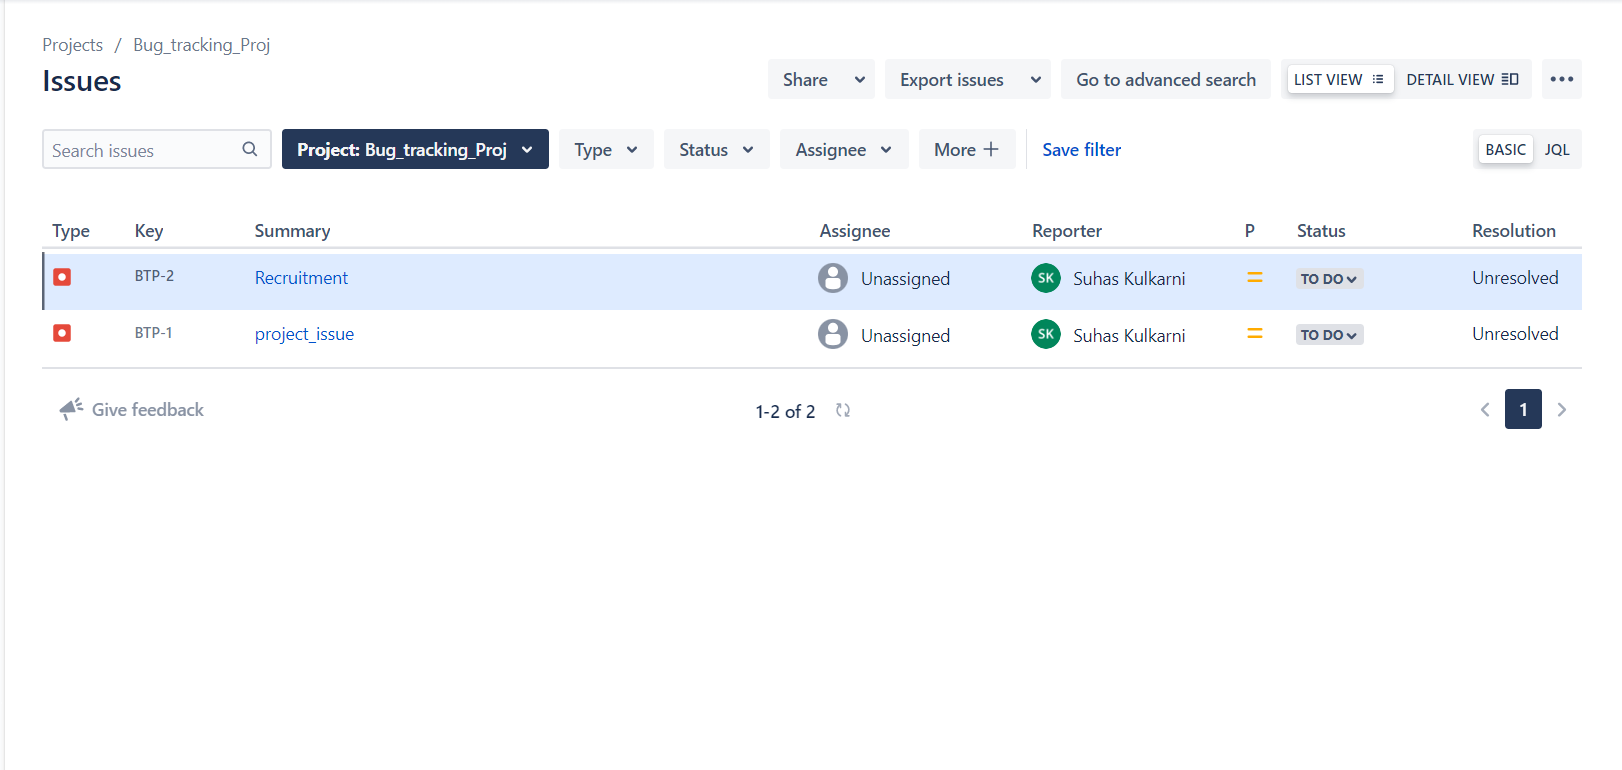 Projects / Bug_tracking_Proj
Issues
Share Export issues Go to advanced search LIST VIEW DETAIL VIEW
Search issues Project: Bug_tracking_Proj Type Status Assignee More Save filter BASIC JQL
Type Key Summary Assignee Reporter P Status Resolution
BTP-2 Recruitment Unassigned SK Suhas Kulkarni TO DO Unresolved
BTP-1 project_issue Unassigned SK Suhas Kulkarni TO DO Unresolved
Give feedback 1-2 of 2 1